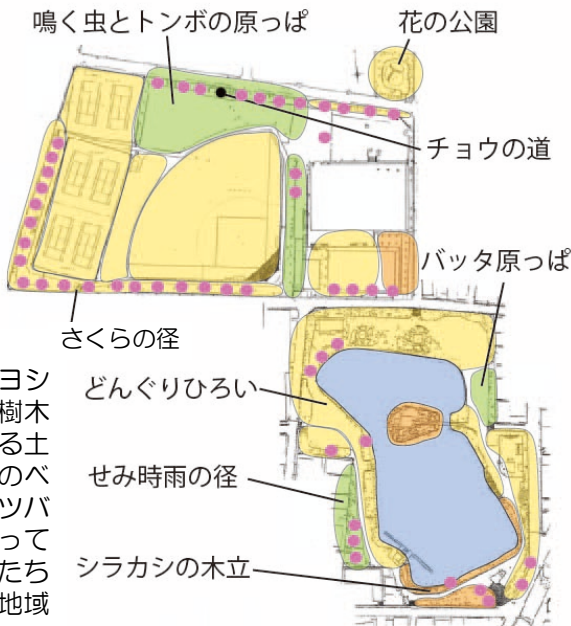 鳴く虫とトンボの原っぱ
花の公園
チョウの道
バッタ原っぱ
さくらの径
どんぐりひろい
せみ時雨の径
シラカシの木立
ヨシ
樹木
る土
のべ
ツバ
って
たち
地域